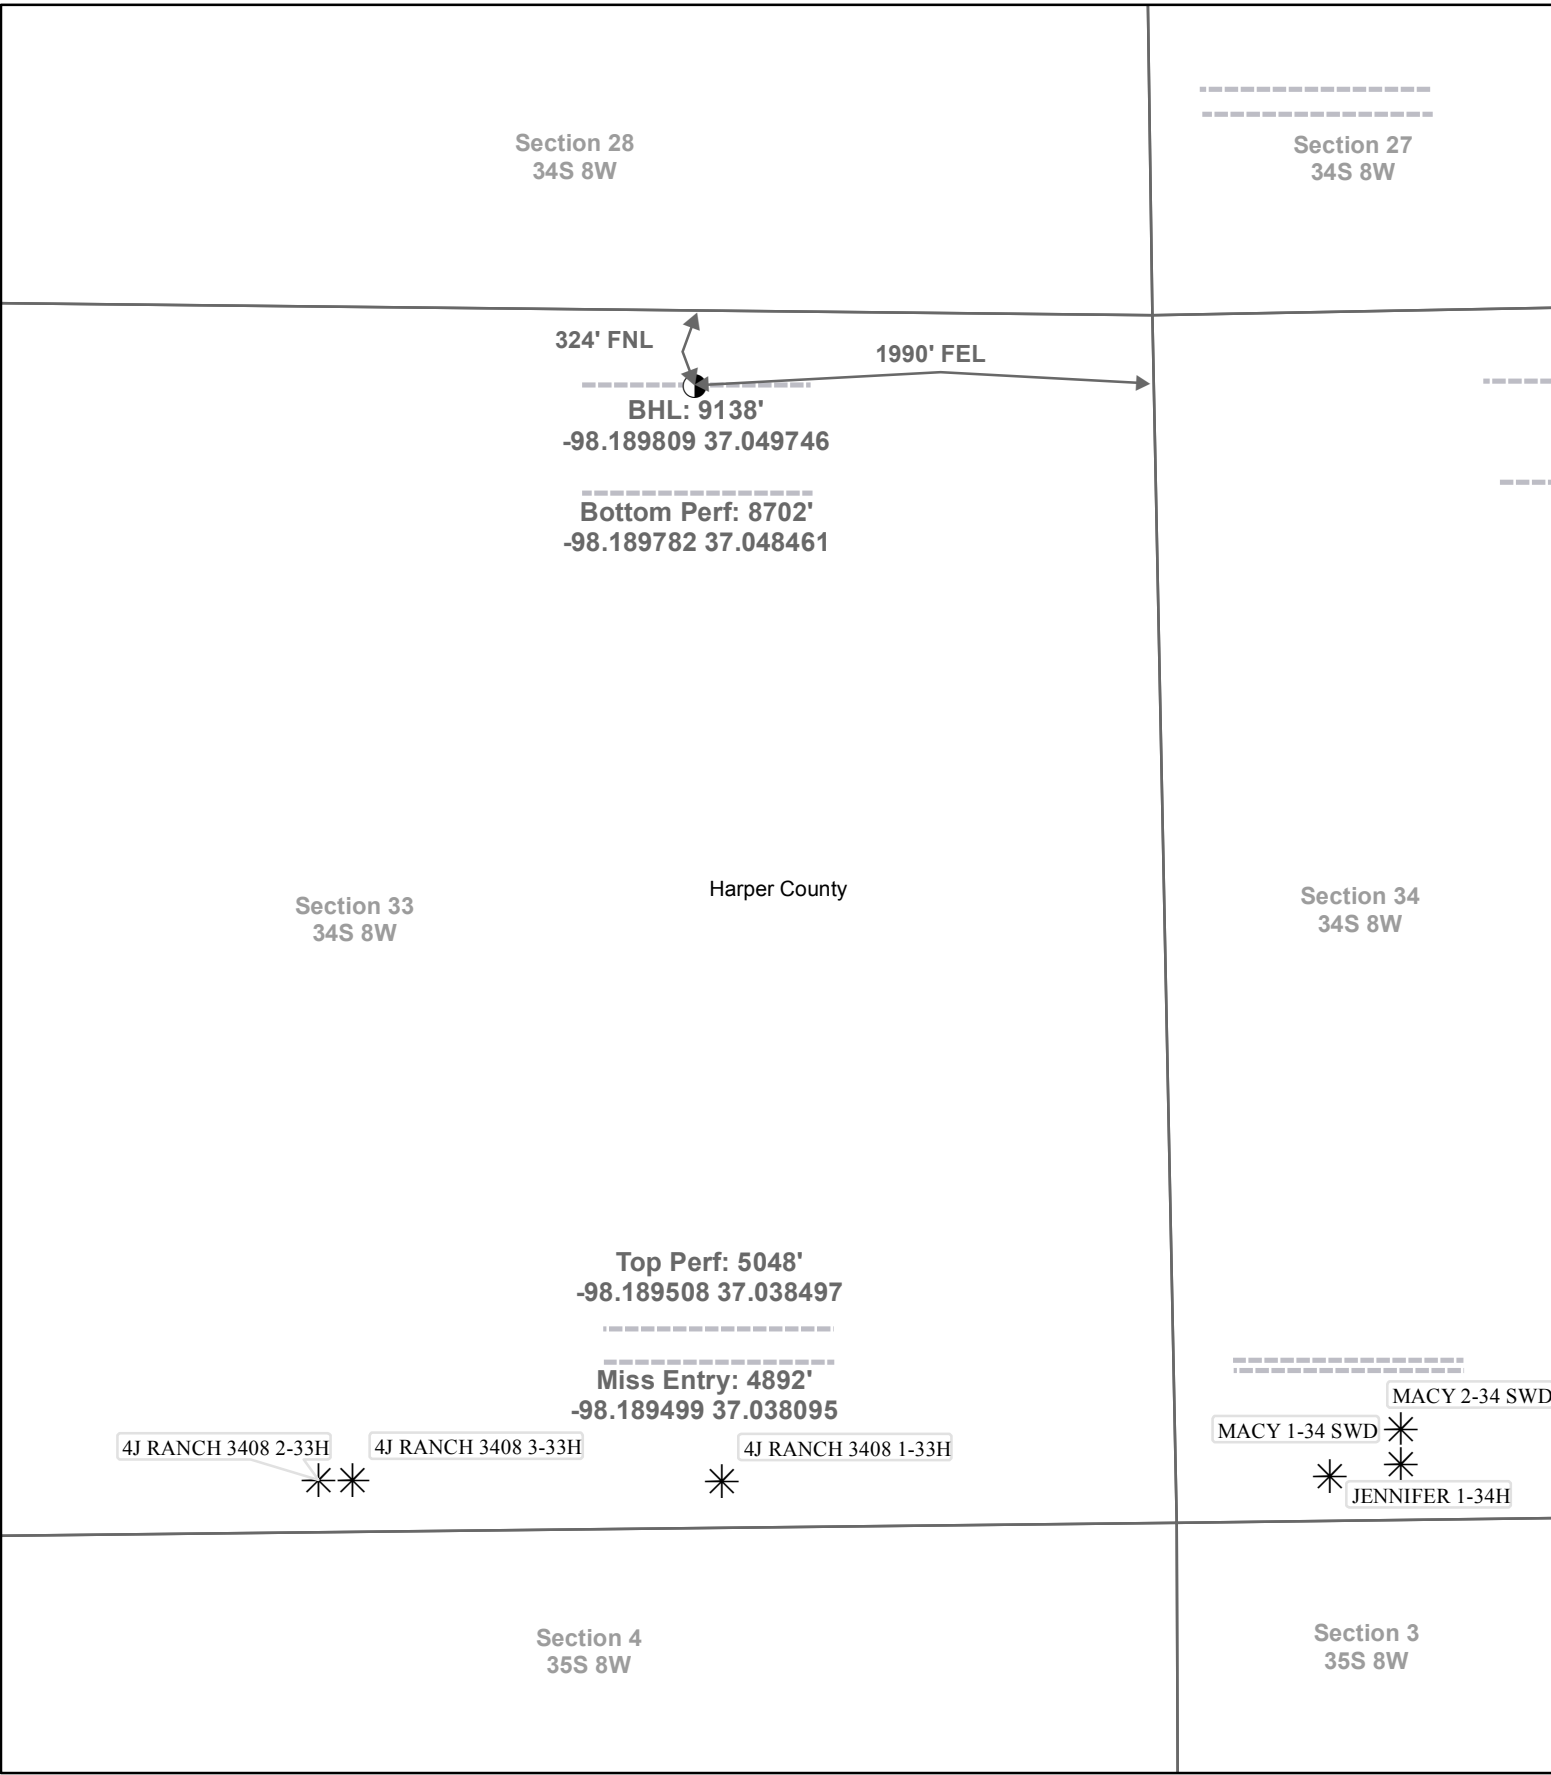 Section 28
34S 8W
Section 27
34S 8W
324' FNL
1990' FEL
BHL: 9138'
-98.189809 37.049746
Bottom Perf: 8702'
-98.189782 37.048461
Harper County
Section 33
34S 8W
Section 34
34S 8W
Top Perf: 5048'
-98.189508 37.038497
Miss Entry: 4892'
-98.189499 37.038095
4J RANCH 3408 2-33H
4J RANCH 3408 3-33H
4J RANCH 3408 1-33H
MACY 2-34 SWD
MACY 1-34 SWD
JENNIFER 1-34H
Section 4
35S 8W
Section 3
35S 8W